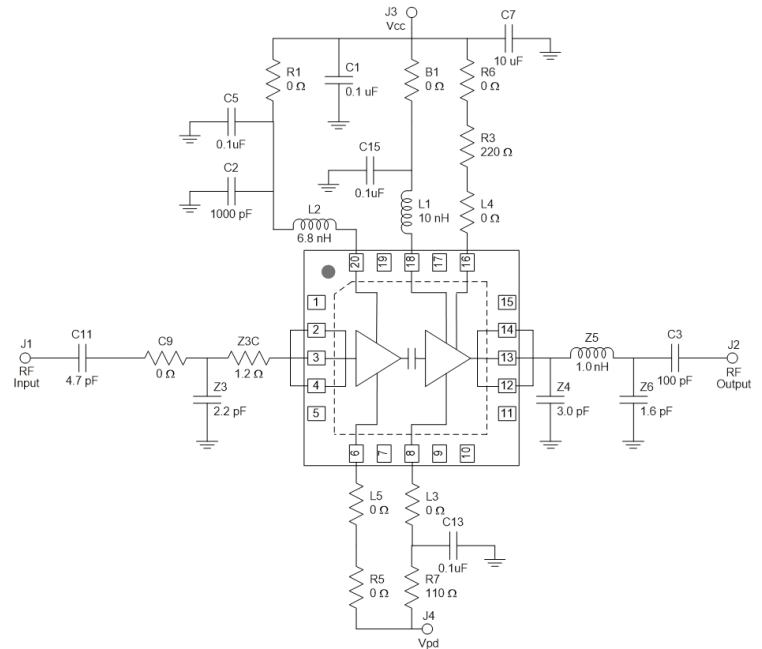 J3
Vcc
C7
10 uF
R1
0 Ω
C1
0.1 uF
B1
0 Ω
R6
0 Ω
C5
0.1uF
R3
220 Ω
C15
0.1uF
C2
1000 pF
L1
10 nH
L4
0 Ω
L2
6.8 nH
20
19
18
17
16
1
15
2
14
J1
RF
Input
C11
4.7 pF
C9
0 Ω
Z3C
1.2 Ω
3
13
Z5
1.0 nH
C3
100 pF
J2
RF
Output
Z3
2.2 pF
4
12
Z4
3.0 pF
Z6
1.6 pF
5
11
6
7
8
9
10
L5
0 Ω
L3
0 Ω
C13
0.1uF
R5
0 Ω
R7
110 Ω
J4
Vpd